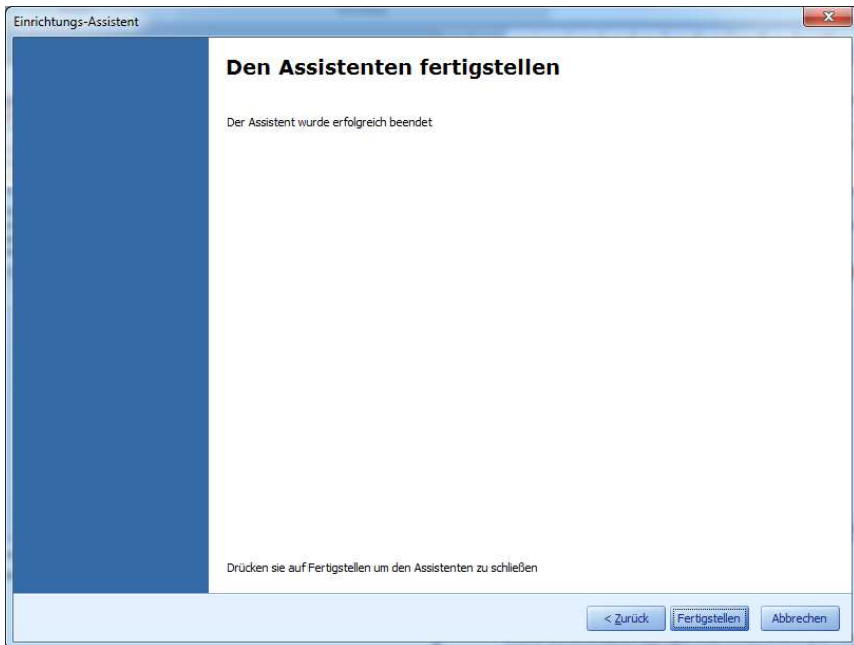 Einrichtungs-Assistent
Den Assistenten fertigstellen
Der Assistent wurde erfolgreich beendet
Drücken sie auf Fertigstellen um den Assistenten zu schließen
< Zurück Fertigstellen Abbrechen